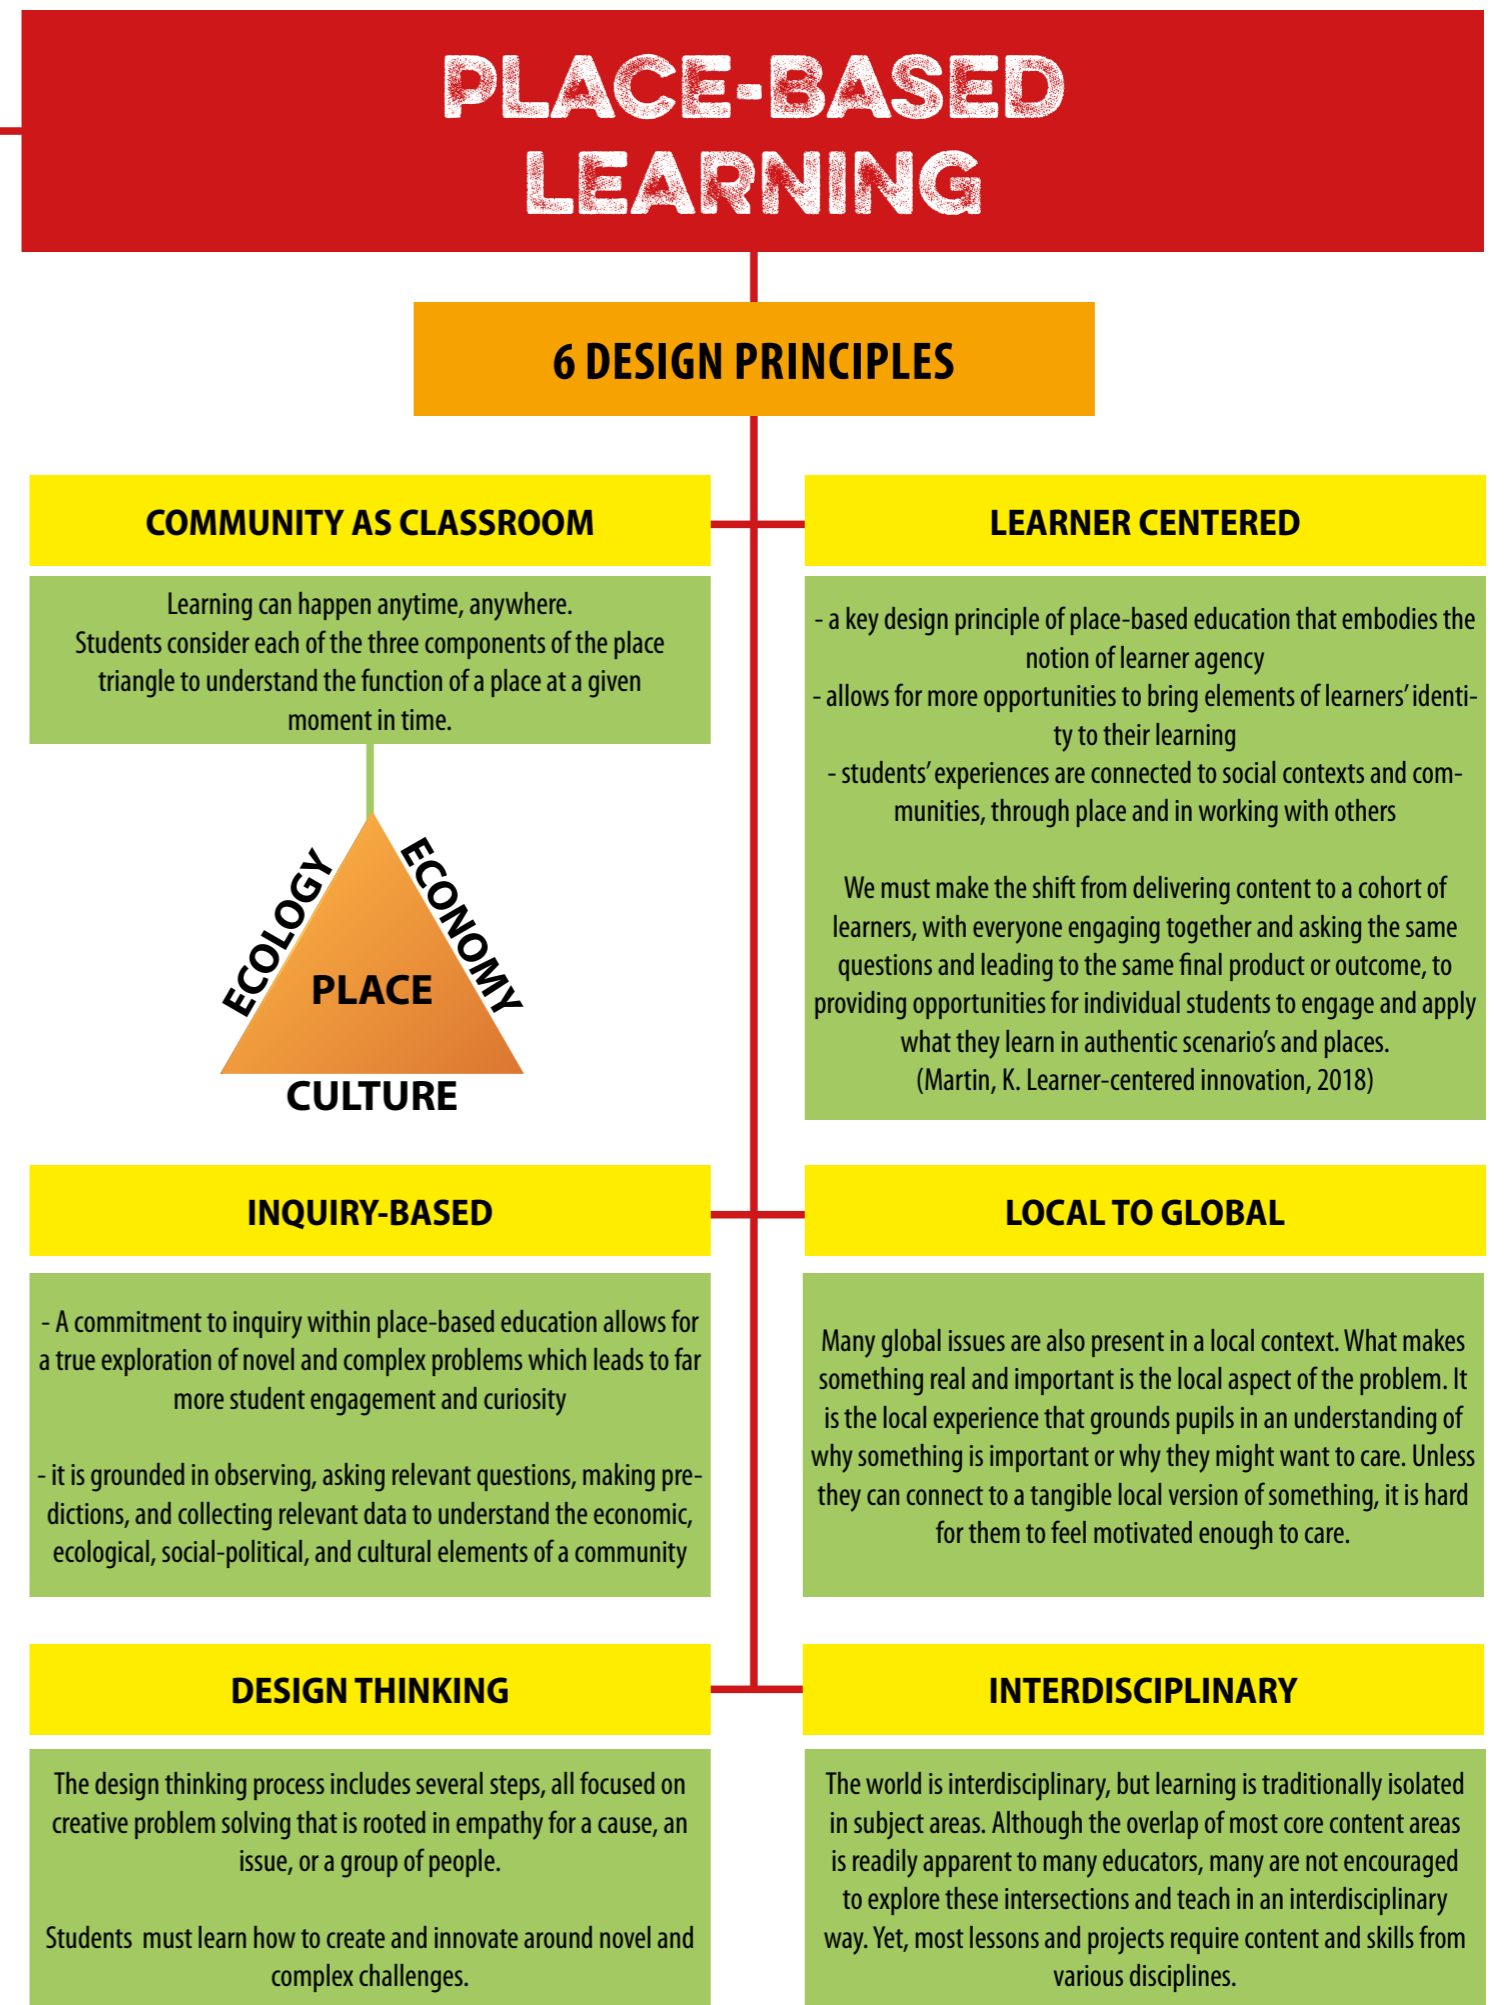 PLACE-BASED
LEARNING
6 DESIGN PRINCIPLES
COMMUNITY AS CLASSROOM
Learning can happen anytime, anywhere.
Students consider each of the three components of the place
triangle to understand the function of a place at a given
moment in time.
ECOLOGY
ECONOMY
PLACE
CULTURE
LEARNER CENTERED
- a key design principle of place-based education that embodies the
notion of learner agency
- allows for more opportunities to bring elements of learners’ identi-
ty to their learning
- students’ experiences are connected to social contexts and com-
munities, through place and in working with others
We must make the shift from delivering content to a cohort of
learners, with everyone engaging together and asking the same
questions and leading to the same final product or outcome, to
providing opportunities for individual students to engage and apply
what they learn in authentic scenario’s and places.
(Martin, K. Learner-centered innovation, 2018)
INQUIRY-BASED
- A commitment to inquiry within place-based education allows for
a true exploration of novel and complex problems which leads to far
more student engagement and curiosity
- it is grounded in observing, asking relevant questions, making pre-
dictions, and collecting relevant data to understand the economic,
ecological, social-political, and cultural elements of a community
LOCAL TO GLOBAL
Many global issues are also present in a local context. What makes
something real and important is the local aspect of the problem. It
is the local experience that grounds pupils in an understanding of
why something is important or why they might want to care. Unless
they can connect to a tangible local version of something, it is hard
for them to feel motivated enough to care.
DESIGN THINKING
The design thinking process includes several steps, all focused on
creative problem solving that is rooted in empathy for a cause, an
issue, or a group of people.
Students must learn how to create and innovate around novel and
complex challenges.
INTERDISCIPLINARY
The world is interdisciplinary, but learning is traditionally isolated
in subject areas. Although the overlap of most core content areas
is readily apparent to many educators, many are not encouraged
to explore these intersections and teach in an interdisciplinary
way. Yet, most lessons and projects require content and skills from
various disciplines.